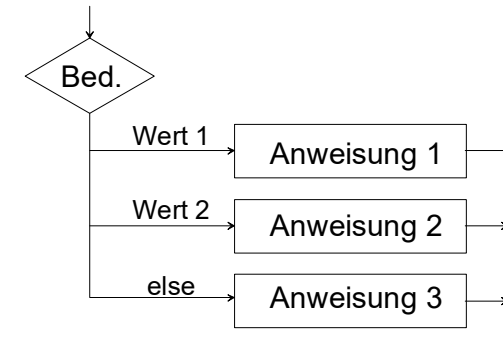 Bed.
Wert 1
Anweisung 1
Wert 2
Anweisung 2
else
Anweisung 3